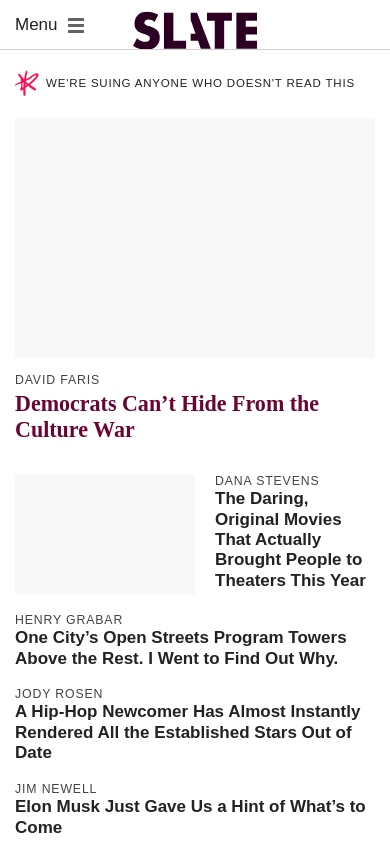 Menu
SLATE
WE'RE SUING ANYONE WHO DOESN'T READ THIS
DAVID FARIS
Democrats Can’t Hide From the
Culture War
DANA STEVENS
The Daring,
Original Movies
That Actually
Brought People to
Theaters This Year
HENRY GRABAR
One City’s Open Streets Program Towers
Above the Rest. I Went to Find Out Why.
JODY ROSEN
A Hip-Hop Newcomer Has Almost Instantly
Rendered All the Established Stars Out of
Date
JIM NEWELL
Elon Musk Just Gave Us a Hint of What’s to
Come